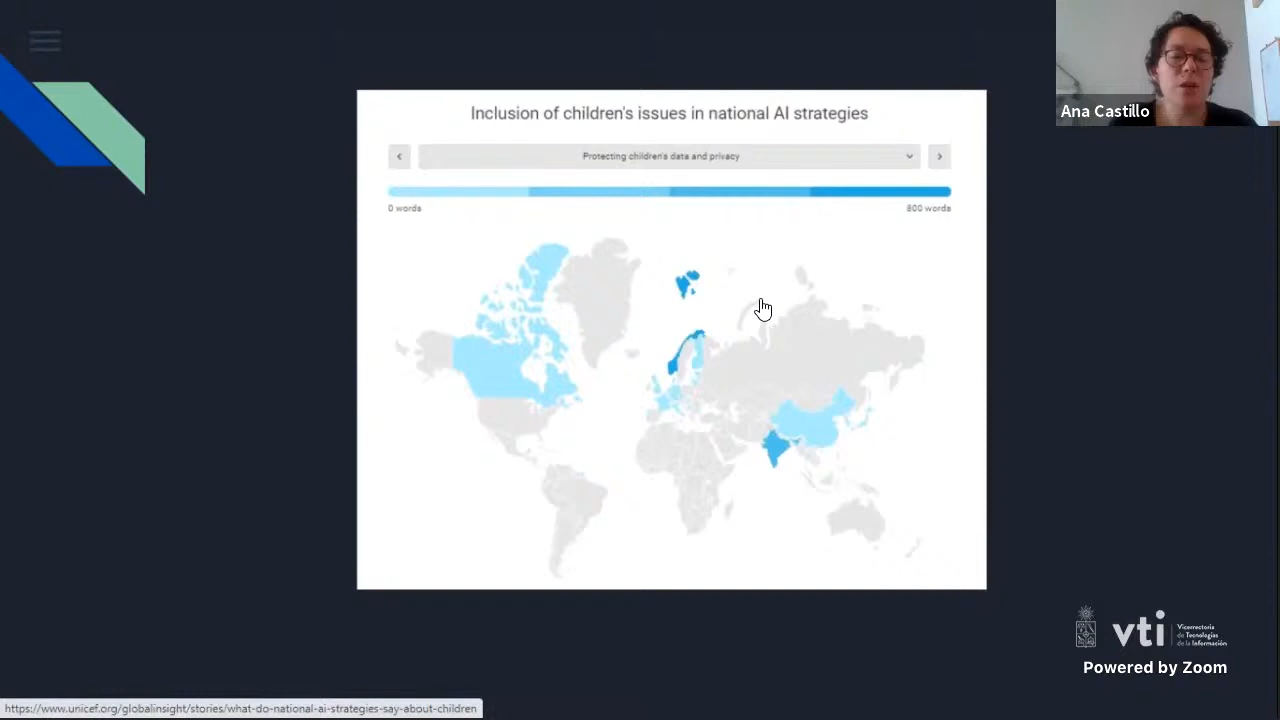 Inclusion of children's issues in national AI strategies
Protecting children's data and privacy
0 words
800 words
Ana Castillo
vti
Vicerrectoría
de Tecnologías
de la Información
Powered by Zoom
https://www.unicef.org/globalinsight/stories/what-do-national-ai-strategies-say-about-children